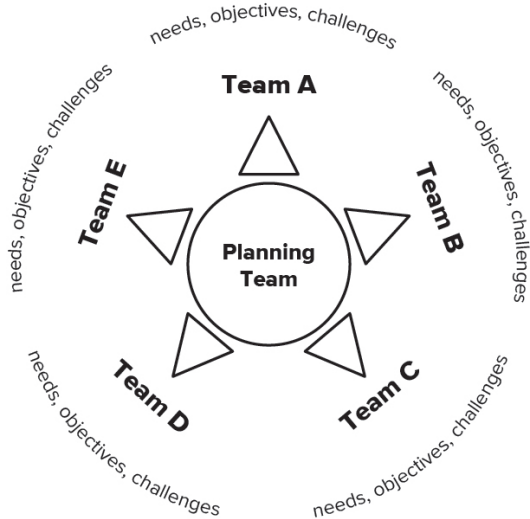 needs, objectives, challenges
Team A
needs, objectives, challenges
Team B
needs, objectives, challenges
Team C
needs, objectives, challenges
Team D
needs, objectives, challenges
Team E
Planning
Team